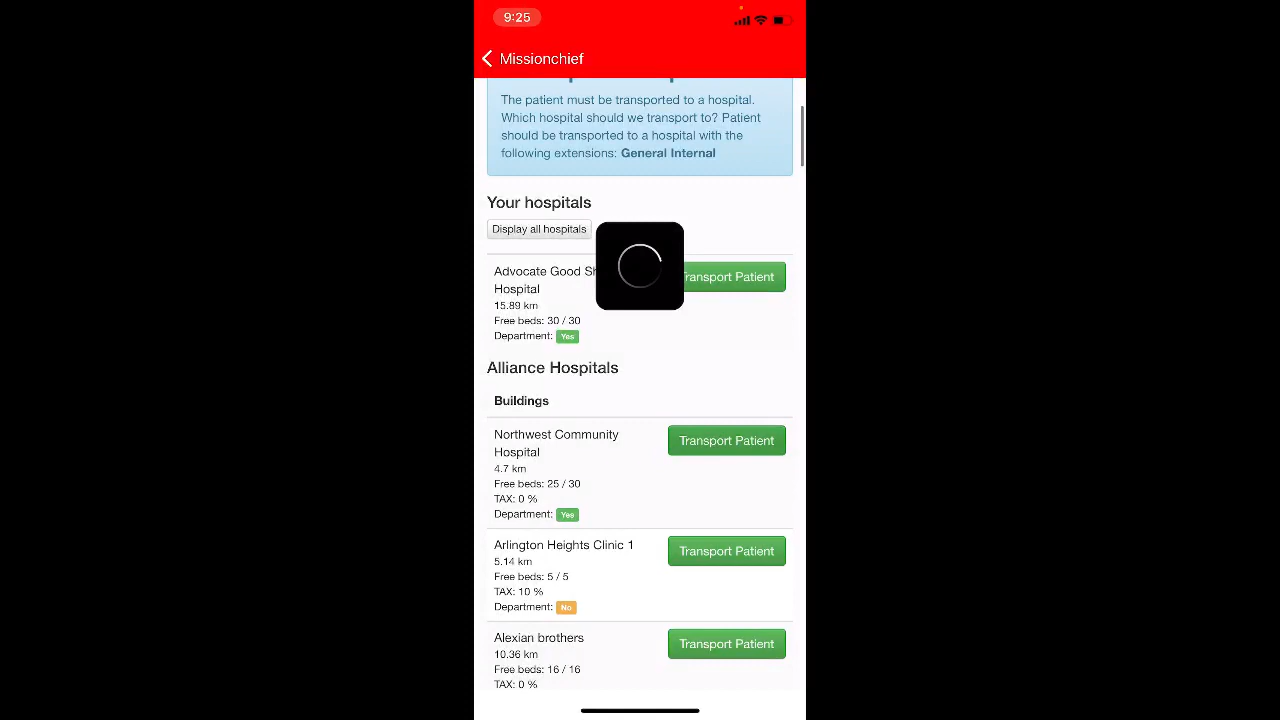 9:25
Missionchief
The patient must be transported to a hospital.
Which hospital should we transport to? Patient
should be transported to a hospital with the
following extensions: General Internal
Your hospitals
Display all hospitals
Advocate Good
Hospital
15.89 km
Free beds: 30 / 30
Department: Yes
Transport Patient
Alliance Hospitals
Buildings
Northwest Community
Hospital
4.7 km
Free beds: 25 / 30
TAX: 0 %
Department: Yes
Transport Patient
Arlington Heights Clinic 1
5.14 km
Free beds: 5 / 5
TAX: 10 %
Department: No
Transport Patient
Alexian brothers
10.36 km
Free beds: 16 / 16
TAX: 0 %
Transport Patient